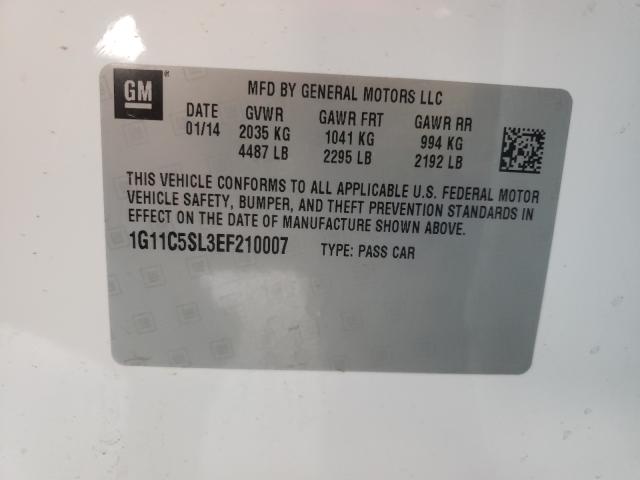 GM ®
MFD BY GENERAL MOTORS LLC
DATE GVWR GAWR FRT GAWR RR
01/14 2035 KG 1041 KG 994 KG
4487 LB 2295 LB 2192 LB
THIS VEHICLE CONFORMS TO ALL APPLICABLE U.S. FEDERAL MOTOR
VEHICLE SAFETY, BUMPER, AND THEFT PREVENTION STANDARDS IN
EFFECT ON THE DATE OF MANUFACTURE SHOWN ABOVE.
1G11C5SL3EF210007 TYPE: PASS CAR